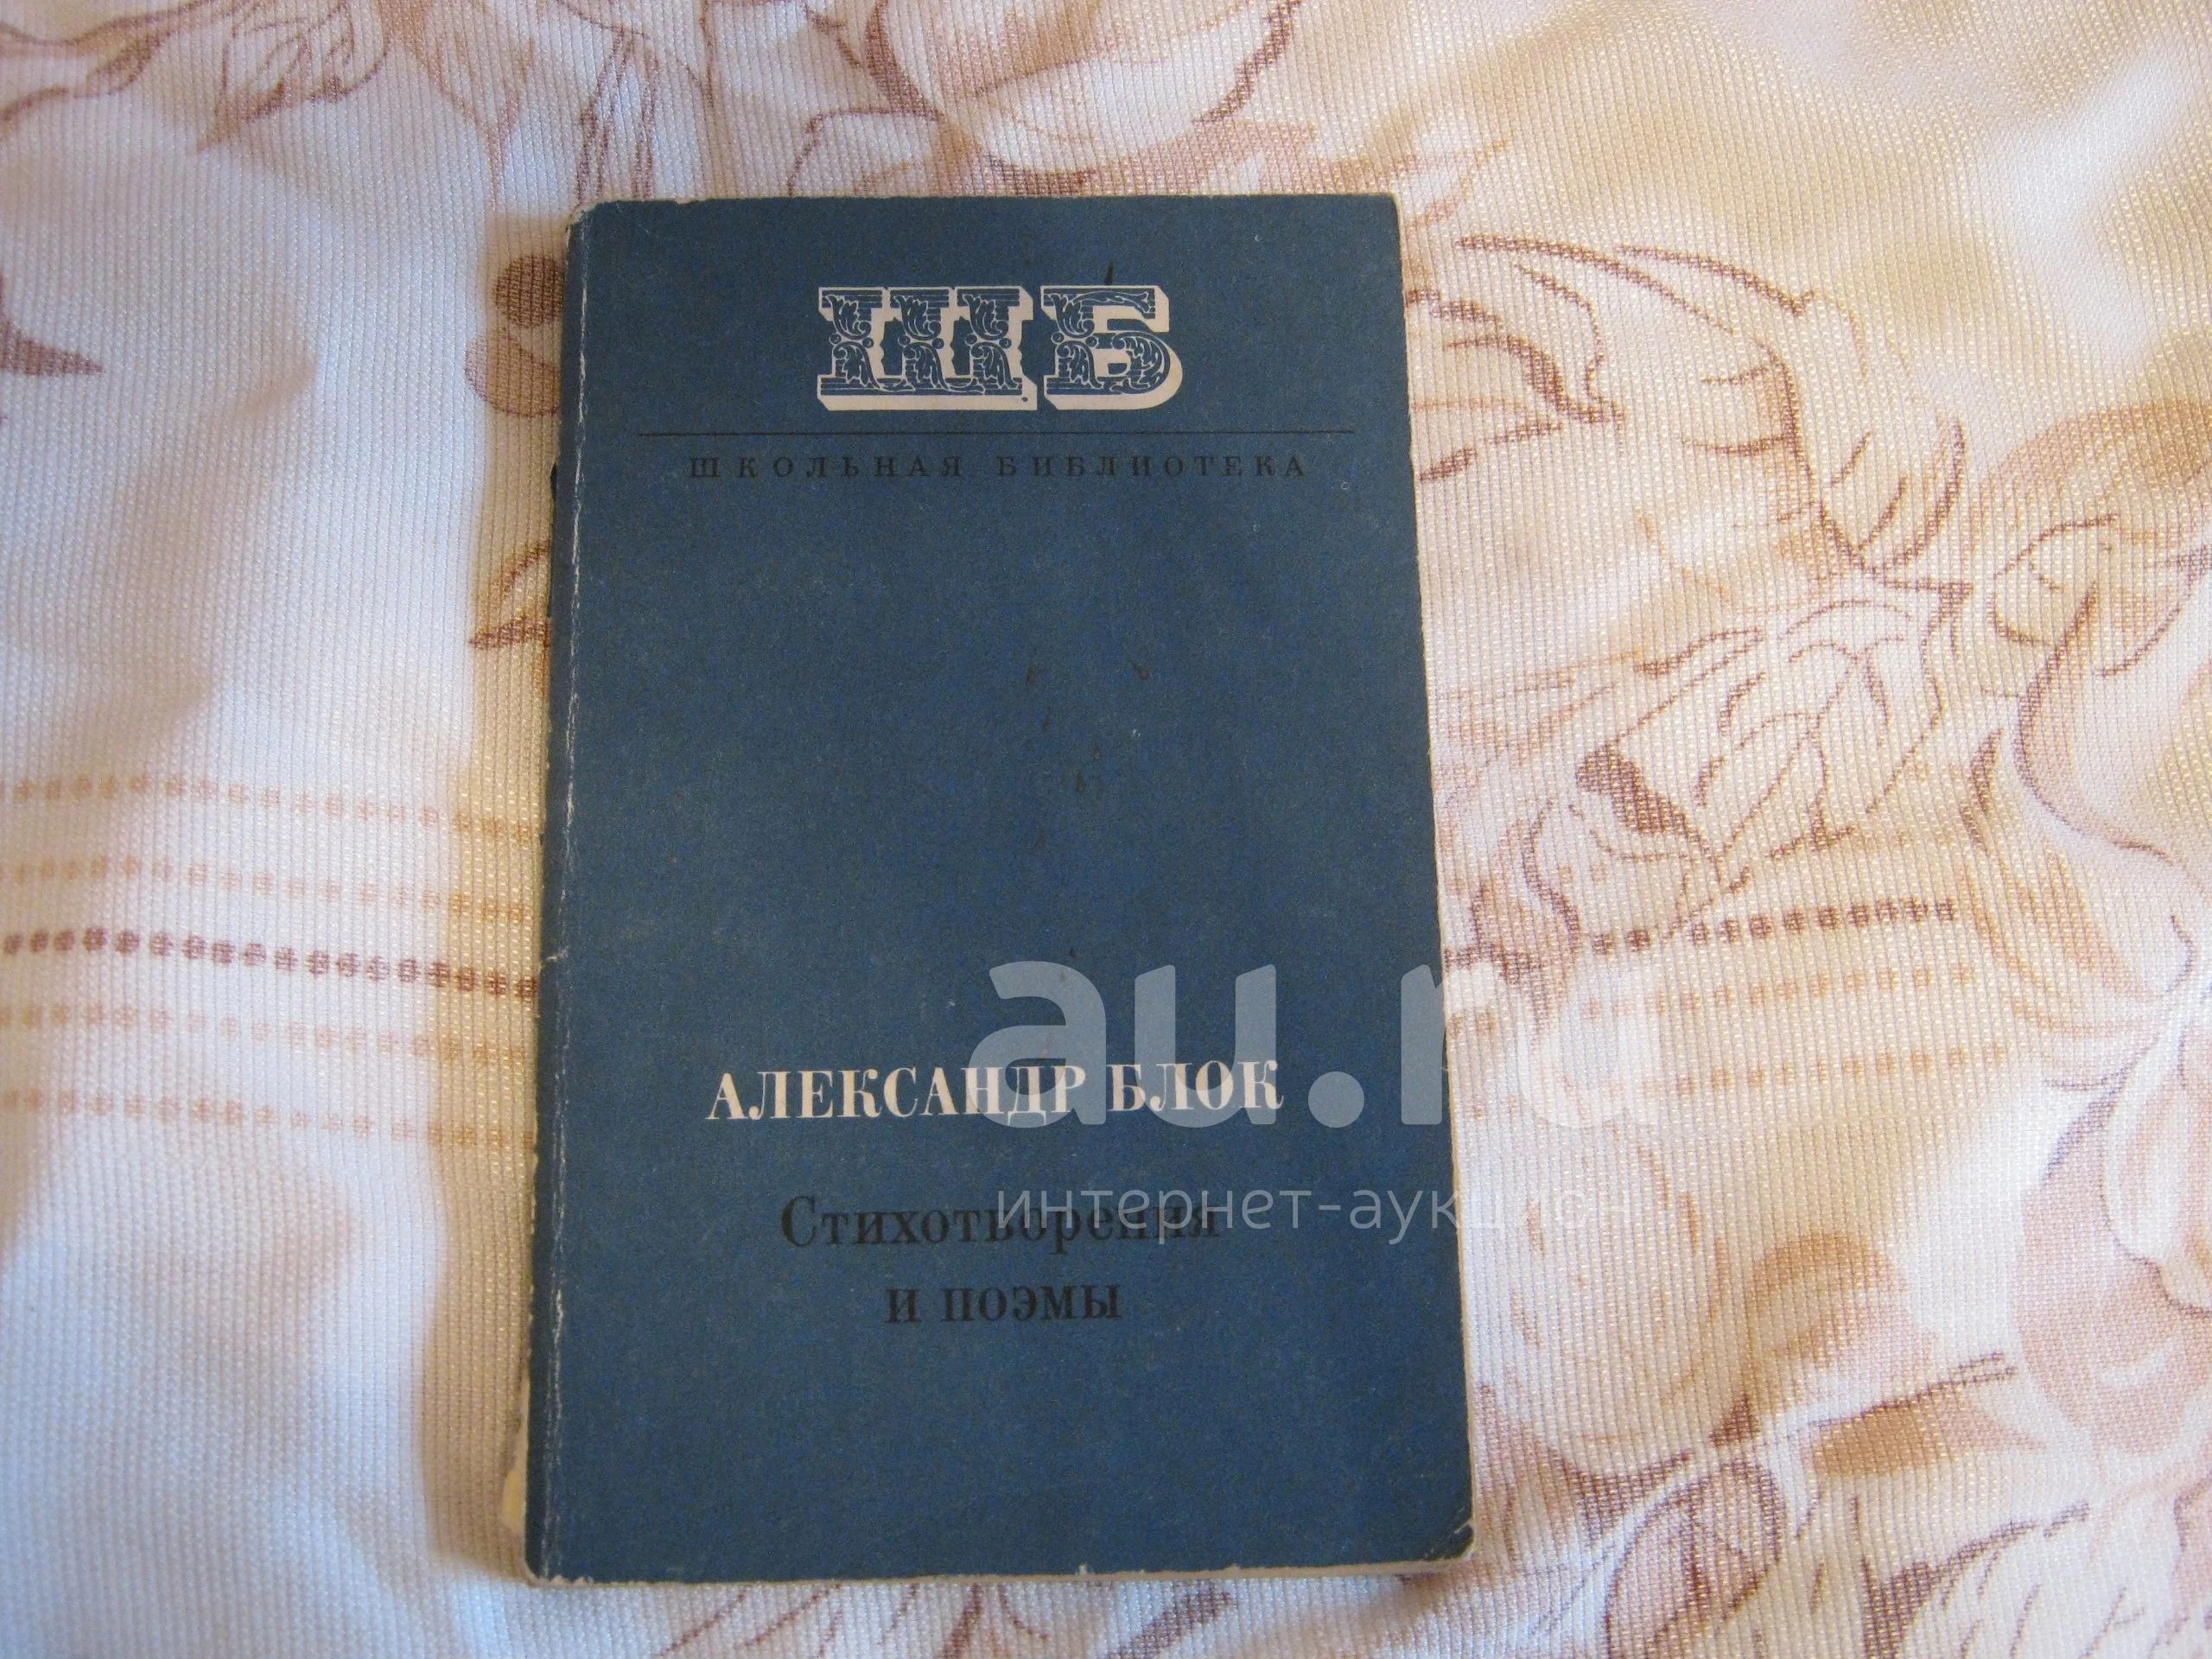 ШБ
ШКОЛЬНАЯ БИБЛИОТЕКА
au.ru
АЛЕКСАНДР БЛОК
интернет-аукцион
Стихотворения
и поэмы